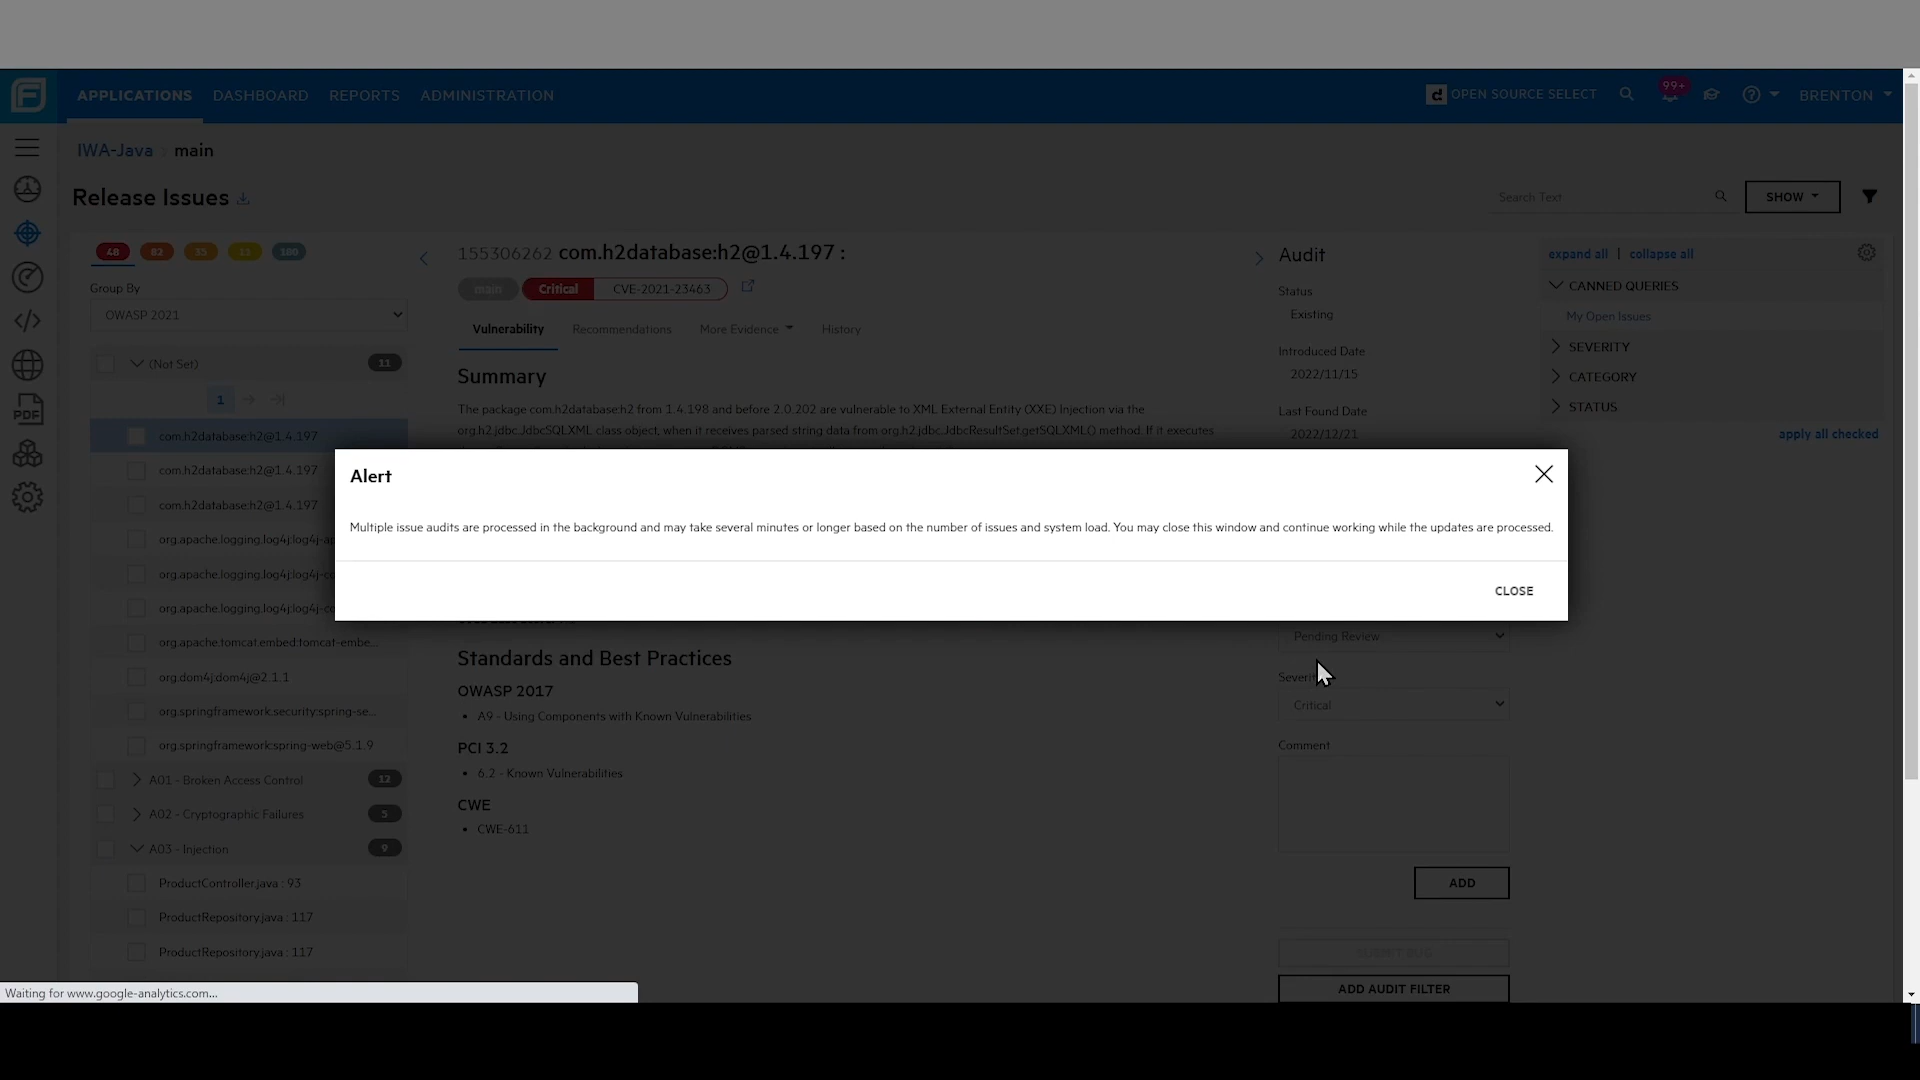 APPLICATIONS DASHBOARD REPORTS ADMINISTRATION
d OPEN SOURCE SELECT 99+ BRENTON
IWA-Java main
Release Issues
Search Text SHOW
48 82 35 13 180
Group By
OWASP 2021
(Not Set) 11
1
com.h2database:h2@1.4.197
com.h2database:h2@1.4.197
com.h2database:h2@1.4.197
org.apache.logging.log4j:log4j-ap
org.apache.logging.log4j:log4j-co
org.apache.logging.log4j:log4j-co
org.apache.tomcat.embed:tomcat-embe...
org.dom4j:dom4j@2.1.1
org.springframework.security:spring-se...
org.springframework:spring-web@5.1.9
A01 - Broken Access Control 12
A02 - Cryptographic Failures 5
A03 - Injection 9
ProductController.java : 93
ProductRepository.java : 117
ProductRepository.java : 117
PDF
155306262 com.h2database:h2@1.4.197 :
main Critical CVE-2021-23463
Vulnerability Recommendations More Evidence History
Summary
The package com.h2database:h2 from 1.4.198 and before 2.0.202 are vulnerable to XML External Entity (XXE) Injection via the
org.h2.jdbc.JdbcSQLXML class object, when it receives parsed string data from org.h2.jdbc.JdbcResultSet.getSQLXML() method. If it executes
Alert
Multiple issue audits are processed in the background and may take several minutes or longer based on the number of issues and system load. You may close this window and continue working while the updates are processed.
CLOSE
Standards and Best Practices
OWASP 2017
• A9 - Using Components with Known Vulnerabilities
PCI 3.2
• 6.2 - Known Vulnerabilities
CWE
• CWE-611
Audit
Status
Existing
Introduced Date
2022/11/15
Last Found Date
2022/12/21
Pending Review
Severit
Critical
Comment
ADD
SUBMIT BUG
ADD AUDIT FILTER
expand all | collapse all
CANNED QUERIES
My Open Issues
SEVERITY
CATEGORY
STATUS
apply all checked
Waiting for www.google-analytics.com...